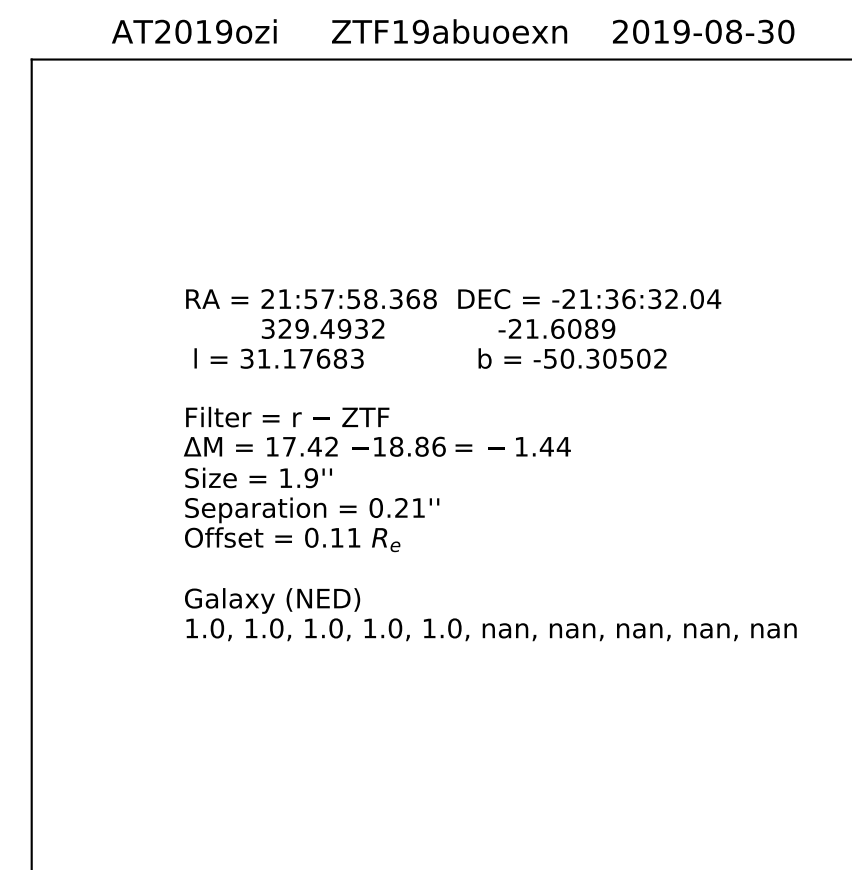 AT2019ozi ZTF19abuoexn 2019-08-30
RA = 21:57:58.368 DEC = -21:36:32.04
329.4932 -21.6089
l = 31.17683 b = -50.30502
Filter = r − ZTF
ΔM = 17.42 −18.86 = − 1.44
Size = 1.9''
Separation = 0.21''
Offset = 0.11 Re
Galaxy (NED)
1.0, 1.0, 1.0, 1.0, 1.0, nan, nan, nan, nan, nan